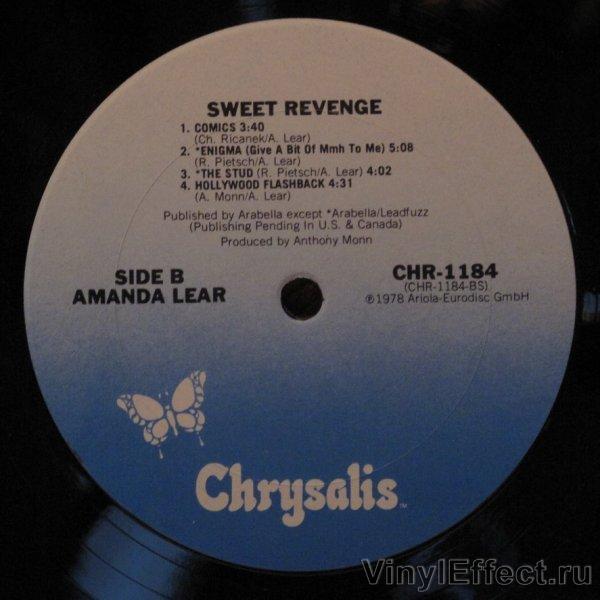 SWEET REVENGE
1. COMICS 3:40
(Ch. Ricanek/A. Lear)
2. *ENIGMA (Give A Bit Of Mmh To Me) 5:08
(R. Pietsch/A. Lear)
3. *THE STUD (R. Pietsch/A. Lear) 4:02
4. HOLLYWOOD FLASHBACK 4:31
(A. Monn/A. Lear)
Published by Arabella except *Arabella/Leadfuzz
(Publishing Pending In U.S. & Canada)
Produced by Anthony Monn
SIDE B
AMANDA LEAR
CHR-1184
(CHR-1184-BS)
℗1978 Ariola-Eurodisc GmbH
Chrysalis™
VinylEffect.ru